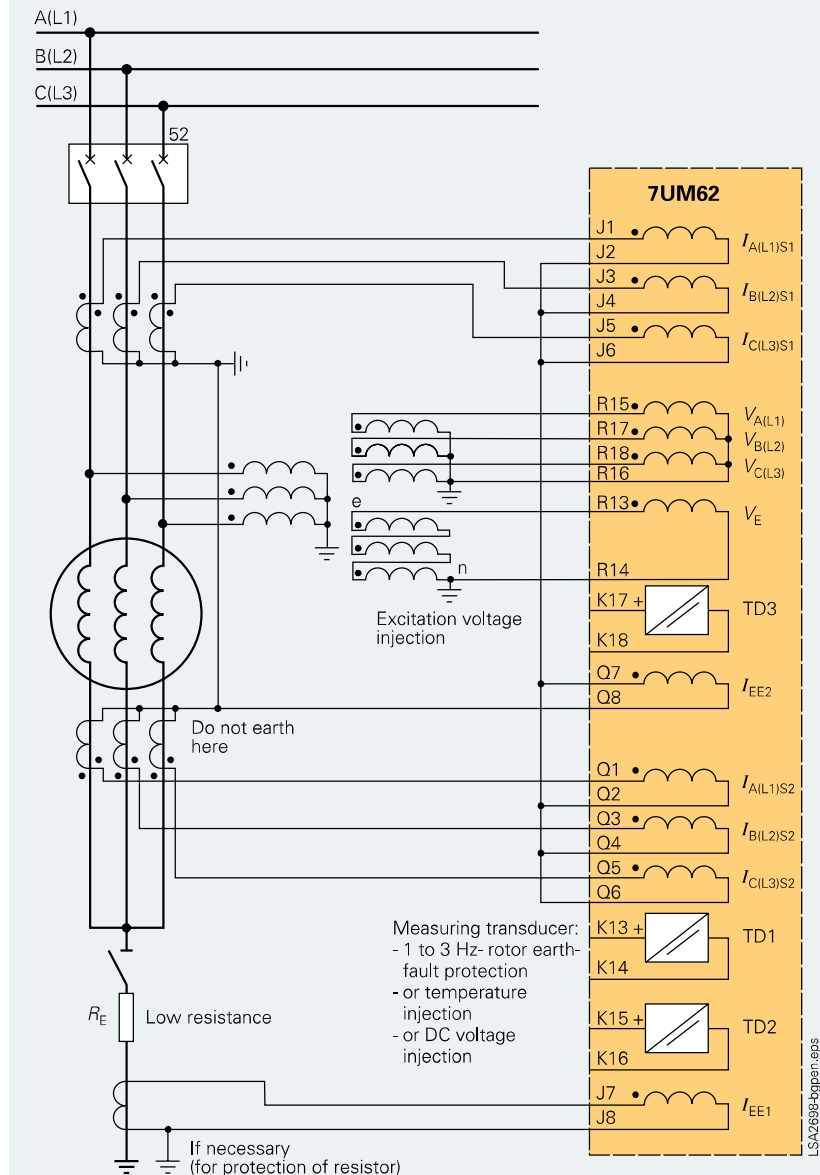 A(L1)
B(L2)
C(L3)
52
7UM62
J1
IA(L1)S1
J2
J3
IB(L2)S1
J4
J5
IC(L3)S1
J6
R15
VA(L1)
R17
VB(L2)
R18
VC(L3)
R16
e
R13
VE
n
R14
Excitation voltage
injection
K17 +
TD3
K18
Q7
IEE2
Q8
Do not earth
here
Q1
IA(L1)S2
Q2
Q3
IB(L2)S2
Q4
Q5
IC(L3)S2
Q6
Measuring transducer:
- 1 to 3 Hz- rotor earth-
fault protection
- or temperature
injection
- or DC voltage
injection
K13 +
TD1
K14
K15 +
TD2
K16
RE
Low resistance
J7
IEE1
J8
If necessary
(for protection of resistor)
LSA2698-bgpen.eps